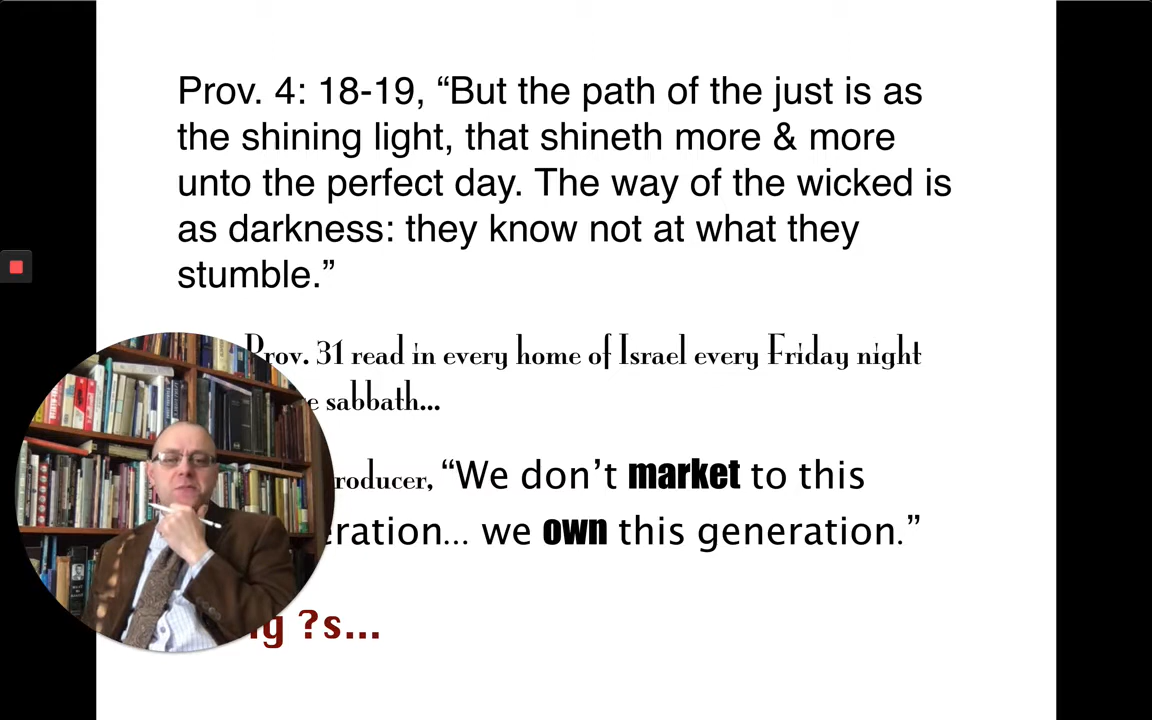 Prov. 4: 18-19, “But the path of the just is as
the shining light, that shineth more & more
unto the perfect day. The way of the wicked is
as darkness: they know not at what they
stumble.”
Prov. 31 read in every home of Israel every Friday night
sabbath...
“We don’t market to this
we own this generation.”
?s...